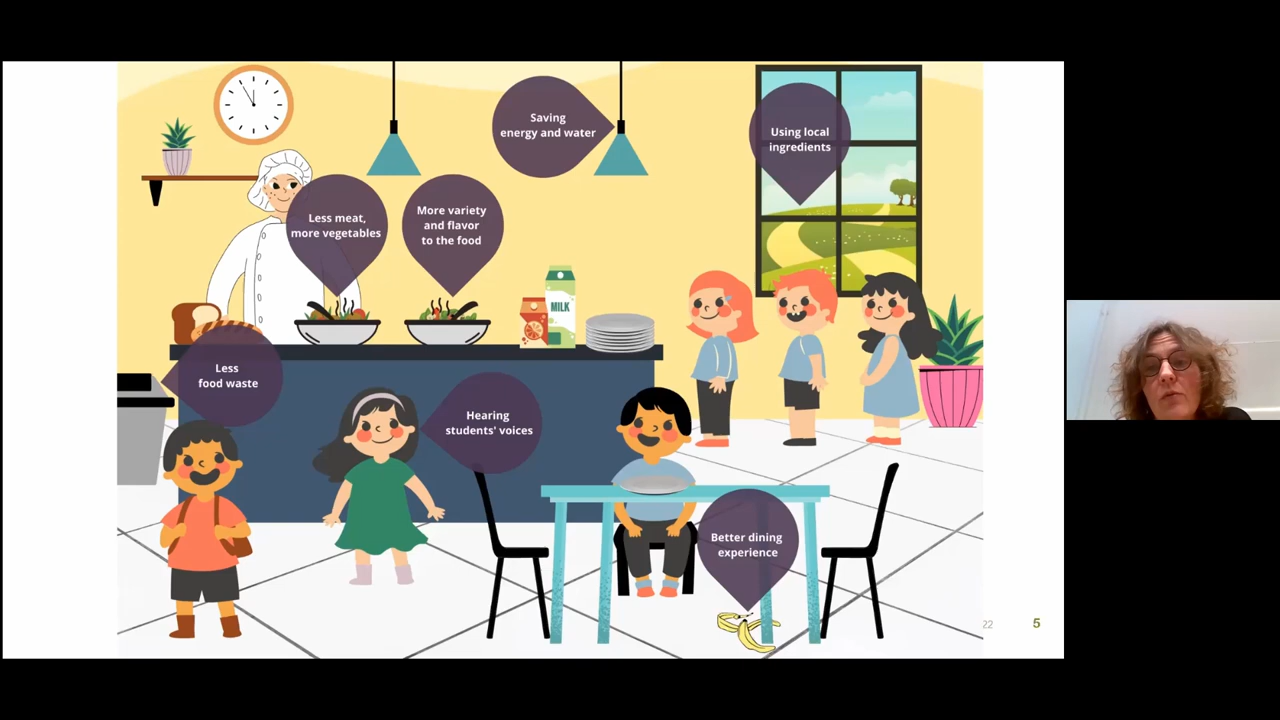 Saving
energy and water
Using local
ingredients
Less meat,
more vegetables
More variety
and flavor
to the food
MILK
Less
food waste
Hearing
students' voices
Better dining
experience
22
5